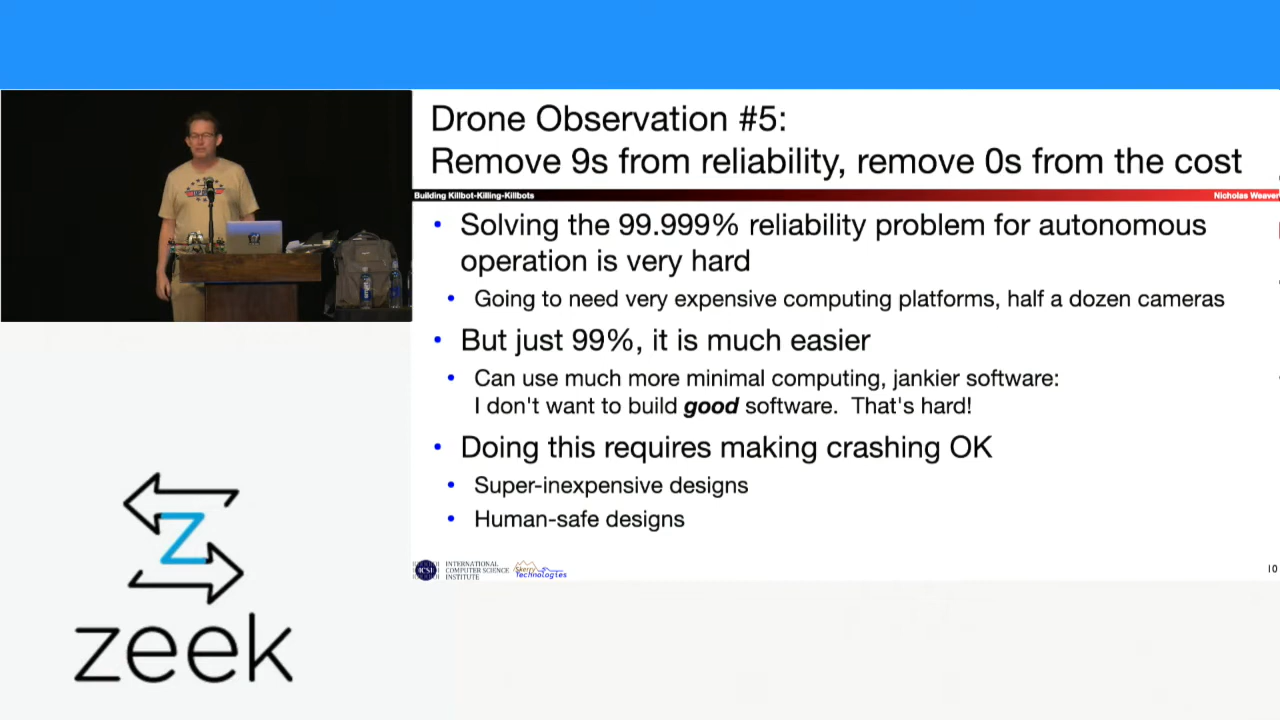 Drone Observation #5:
Remove 9s from reliability, remove 0s from the cost
Building Killbot-Killing-Killbots
Nicholas Weaver
• Solving the 99.999% reliability problem for autonomous
operation is very hard
• Going to need very expensive computing platforms, half a dozen cameras
• But just 99%, it is much easier
• Can use much more minimal computing, jankier software:
I don't want to build good software. That's hard!
• Doing this requires making crashing OK
• Super-inexpensive designs
• Human-safe designs
ICSI
INTERNATIONAL
COMPUTER SCIENCE
INSTITUTE
Skerry
Technologies
10
z
zeek